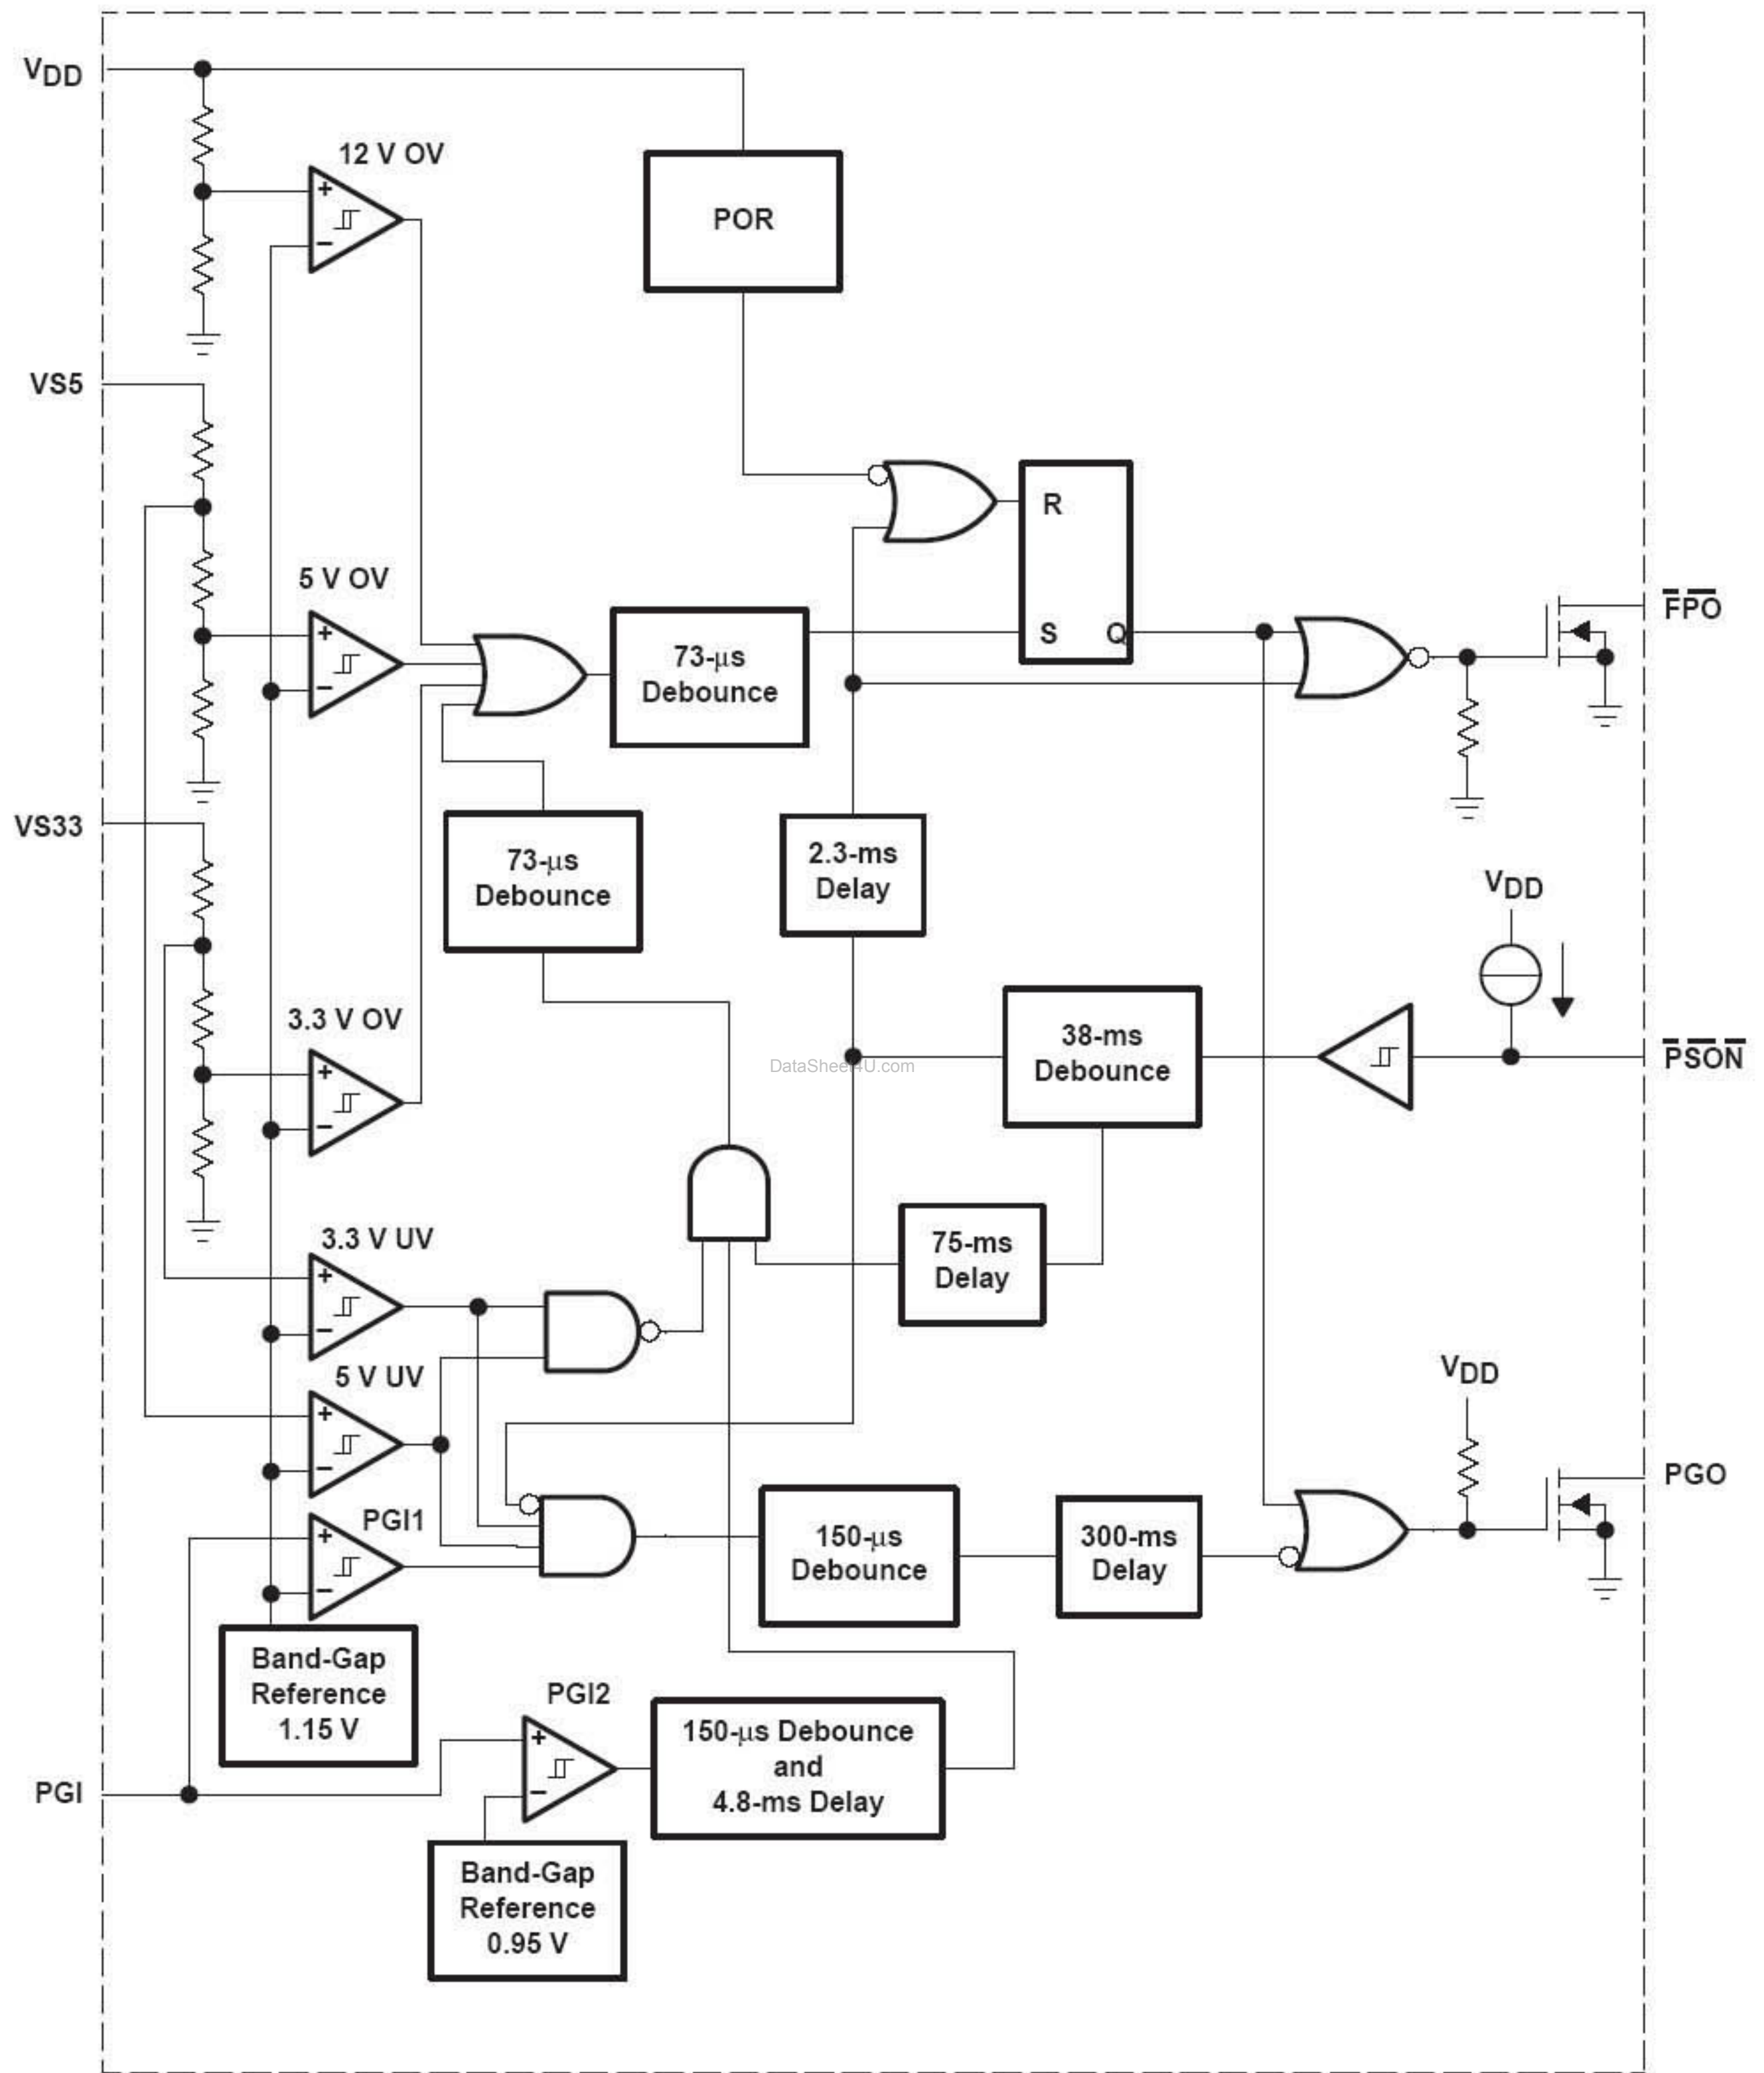 VDD
12 V OV
+
−
POR
VS5
5 V OV
+
−
R
S Q
73-μs
Debounce
FPO
VS33
73-μs
Debounce
2.3-ms
Delay
VDD
3.3 V OV
+
−
38-ms
Debounce
PSON
DataSheet4U.com
3.3 V UV
+
−
75-ms
Delay
5 V UV
+
−
VDD
PGO
PGI1
+
−
150-μs
Debounce
300-ms
Delay
Band-Gap
Reference
1.15 V
PGI2
+
−
150-μs Debounce
and
4.8-ms Delay
PGI
Band-Gap
Reference
0.95 V